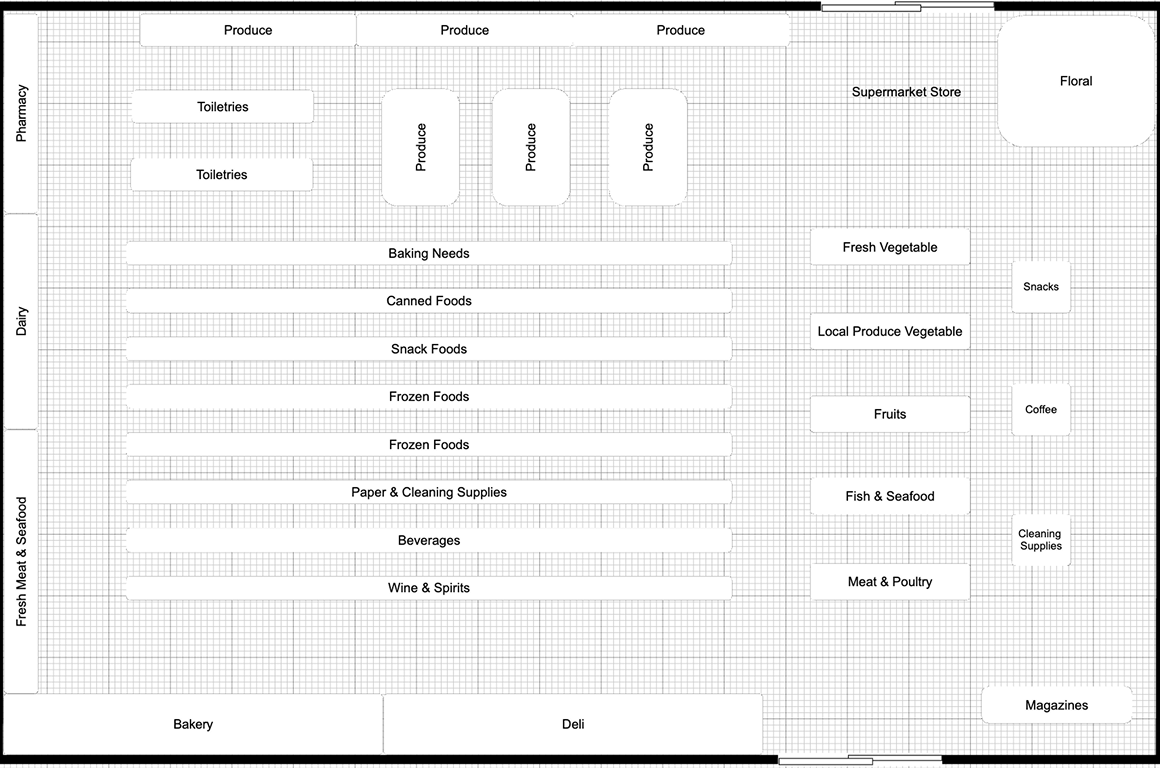 Produce
Produce
Produce
Floral
Supermarket Store
Pharmacy
Toiletries
Toiletries
Produce
Produce
Produce
Dairy
Baking Needs
Canned Foods
Snack Foods
Frozen Foods
Frozen Foods
Paper & Cleaning Supplies
Beverages
Wine & Spirits
Fresh Vegetable
Local Produce Vegetable
Fruits
Fish & Seafood
Meat & Poultry
Snacks
Coffee
Cleaning
Supplies
Fresh Meat & Seafood
Bakery
Deli
Magazines